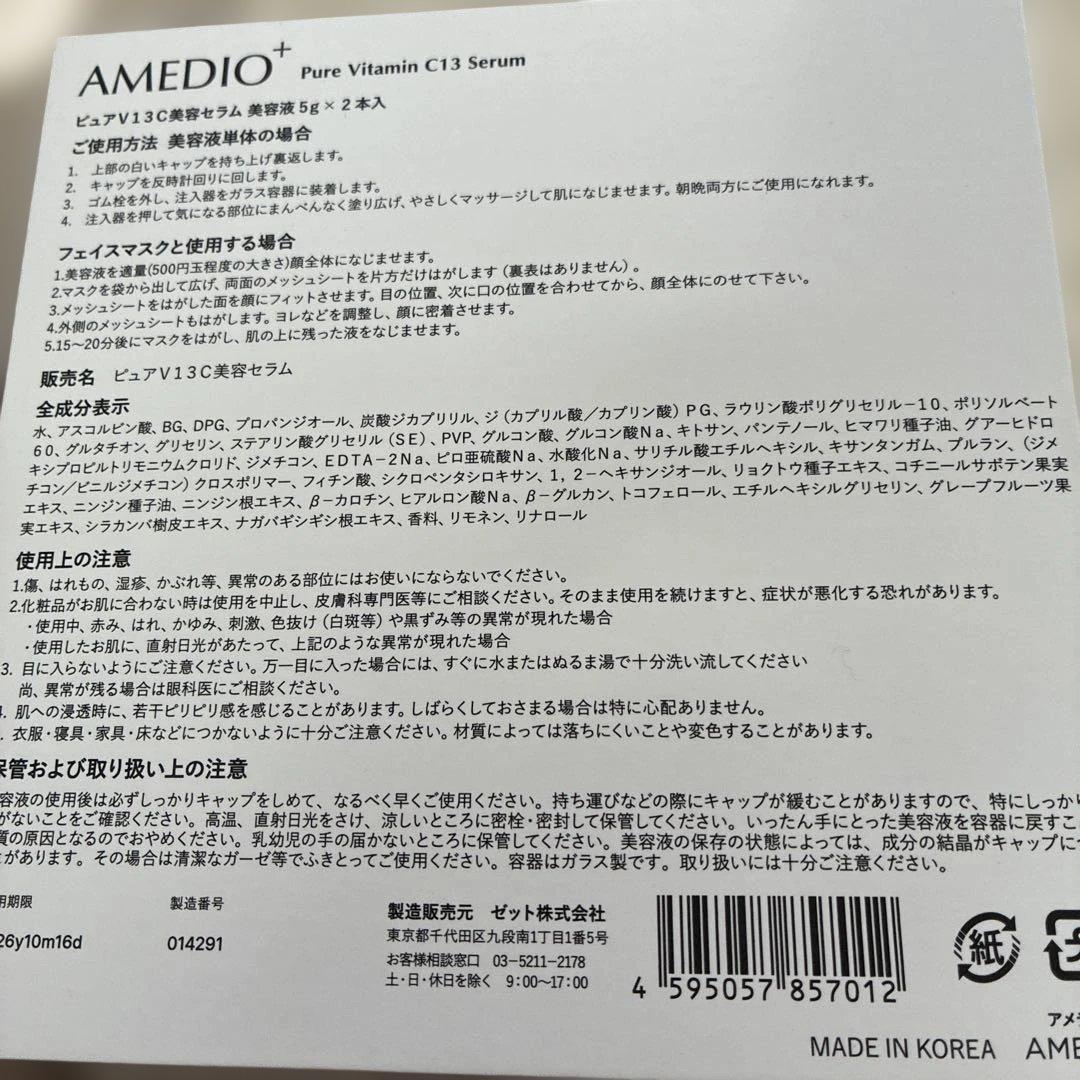 AMEDIO+ Pure Vitamin C13 Serum
ピュアV13C美容セラム 美容液 5g × 2本入
ご使用方法 美容液単体の場合
1. 上部の白いキャップを持ち上げ裏返します。
2. キャップを反時計回りに回します。
3. ゴム栓を外し、注入器をガラス容器に装着します。
4. 注入器を押して気になる部位にまんべんなく塗り広げ、やさしくマッサージして肌になじませます。朝晩両方にご使用になれます。
フェイスマスクと使用する場合
1.美容液を適量(500円玉程度の大きさ)顔全体になじませます。
2.マスクを袋から出して広げ、両面のメッシュシートを片方だけはがします（裏表はありません）。
3.メッシュシートをはがした面を顔にフィットさせます。目の位置、次に口の位置を合わせてから、顔全体にのせて下さい。
4.外側のメッシュシートもはがします。ヨレなどを調整し、顔に密着させます。
5.15〜20分後にマスクをはがし、肌の上に残った液をなじませます。
販売名 ピュアV13C美容セラム
全成分表示
水、アスコルビン酸、BG、DPG、プロパンジオール、炭酸ジカプリリル、ジ（カプリル酸／カプリン酸）PG、ラウリン酸ポリグリセリル－10、ポリソルベート
60、グルタチオン、グリセリン、ステアリン酸グリセリル（SE）、PVP、グルコン酸、グルコン酸Na、キトサン、パンテノール、ヒマワリ種子油、グアーヒドロ
キシプロピルトリモニウムクロリド、ジメチコン、EDTA－2Na、ピロ亜硫酸Na、水酸化Na、サリチル酸エチルヘキシル、キサンタンガム、プルラン、（ジメ
チコン／ビニルジメチコン）クロスポリマー、フィチン酸、シクロペンタシロキサン、1，2－ヘキサンジオール、リョクトウ種子エキス、コチニールサボテン果実
エキス、ニンジン種子油、ニンジン根エキス、β－カロチン、ヒアルロン酸Na、β－グルカン、トコフェロール、エチルヘキシルグリセリン、グレープフルーツ果
実エキス、シラカンバ樹皮エキス、ナガバギシギシ根エキス、香料、リモネン、リナロール
使用上の注意
1.傷、はれもの、湿疹、かぶれ等、異常のある部位にはお使いにならないでください。
2.化粧品がお肌に合わない時は使用を中止し、皮膚科専門医等にご相談ください。そのまま使用を続けますと、症状が悪化する恐れがあります。
・使用中、赤み、はれ、かゆみ、刺激、色抜け（白斑等）や黒ずみ等の異常が現れた場合
・使用したお肌に、直射日光があたって、上記のような異常が現れた場合
3. 目に入らないようにご注意ください。万一目に入った場合には、すぐに水またはぬるま湯で十分洗い流してください
尚、異常が残る場合は眼科医にご相談ください。
4. 肌への浸透時に、若干ピリピリ感を感じることがあります。しばらくしておさまる場合は特に心配ありません。
. 衣服・寝具・家具・床などにつかないように十分ご注意ください。材質によっては落ちにくいことや変色することがあります。
保管および取り扱い上の注意
容液の使用後は必ずしっかりキャップをしめて、なるべく早くご使用ください。持ち運びなどの際にキャップが緩むことがありますので、特にしっかり
がないことをご確認ください。高温、直射日光をさけ、涼しいところに密栓・密封して保管してください。いったん手にとった美容液を容器に戻すこ
質の原因となるのでおやめください。乳幼児の手の届かないところに保管してください。美容液の保存の状態によっては、成分の結晶がキャップに
があります。その場合は清潔なガーゼ等でふきとってご使用ください。容器はガラス製です。取り扱いには十分ご注意ください。
用期限 製造番号
26y10m16d 014291
製造販売元 ゼット株式会社
東京都千代田区九段南1丁目1番5号
お客様相談窓口 03－5211－2178
土・日・休日を除く 9：00〜17：00
4 595057 857012
紙
アメ
MADE IN KOREA AME